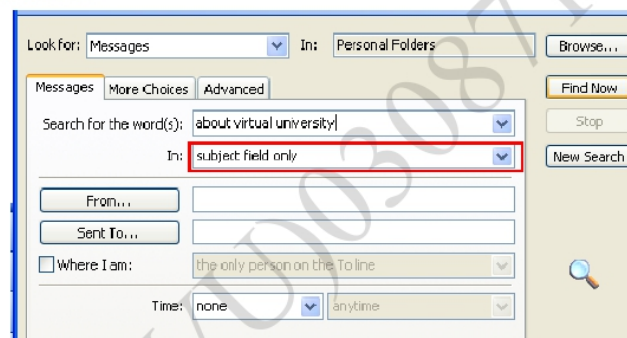 Look for: Messages In: Personal Folders Browse...
Messages More Choices Advanced Find Now
Search for the word(s): about virtual university Stop
In: subject field only New Search
From...
Sent To...
Where I am: the only person on the To line
Time: none anytime
(VU)030871